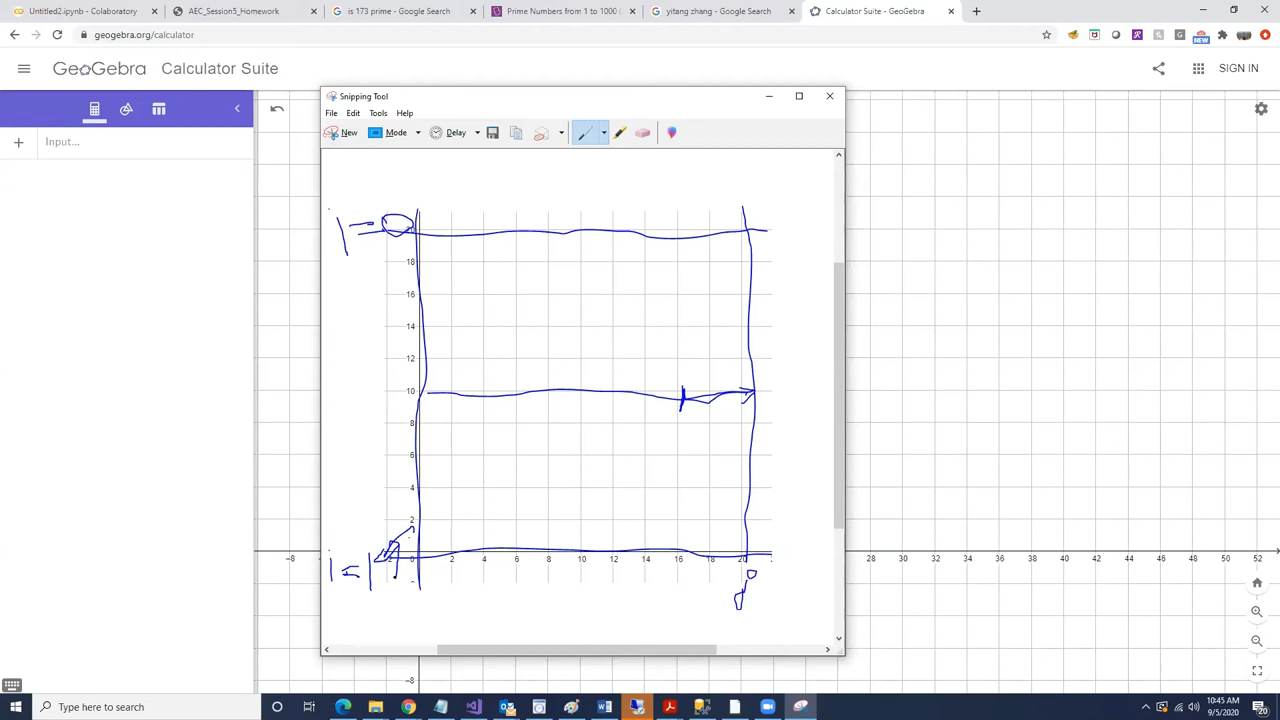 Untitled2.ipynb - Colaboratory
AEC_Session5_Homework
is 173 prime - Google Search
Prime Numbers from 1 to 1000
yitang zhang - Google Search
Calculator Suite - GeoGebra
geogebra.org/calculator
GeoGebra Calculator Suite
SIGN IN
Input...
Snipping Tool
File Edit Tools Help
New Mode Delay
18
16
14
12
10
8
6
4
2
0 2 4 6 8 10 12 14 16 18 20
-8 28 30 32 34 36 38 40 42 44 46 48 50 52
-8
Type here to search
10:45 AM
9/5/2020
20